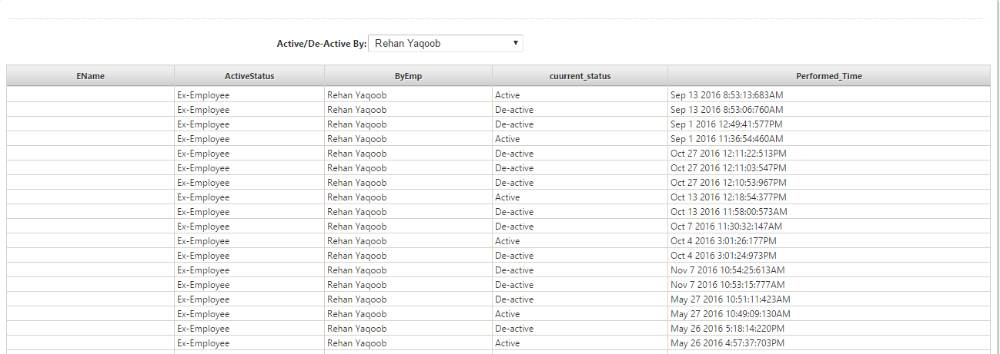 Active/De-Active By: Rehan Yaqoob
EName ActiveStatus ByEmp cuurrent_status Performed_Time
Ex-Employee Rehan Yaqoob Active Sep 13 2016 8:53:13:683AM
Ex-Employee Rehan Yaqoob De-active Sep 13 2016 8:53:06:760AM
Ex-Employee Rehan Yaqoob De-active Sep 1 2016 12:49:41:577PM
Ex-Employee Rehan Yaqoob Active Sep 1 2016 11:36:54:460AM
Ex-Employee Rehan Yaqoob De-active Oct 27 2016 12:11:22:513PM
Ex-Employee Rehan Yaqoob De-active Oct 27 2016 12:11:03:547PM
Ex-Employee Rehan Yaqoob De-active Oct 27 2016 12:10:53:967PM
Ex-Employee Rehan Yaqoob Active Oct 13 2016 12:18:54:377PM
Ex-Employee Rehan Yaqoob De-active Oct 13 2016 11:58:00:573AM
Ex-Employee Rehan Yaqoob De-active Oct 7 2016 11:30:32:147AM
Ex-Employee Rehan Yaqoob Active Oct 4 2016 3:01:26:177PM
Ex-Employee Rehan Yaqoob De-active Oct 4 2016 3:01:24:973PM
Ex-Employee Rehan Yaqoob De-active Nov 7 2016 10:54:25:613AM
Ex-Employee Rehan Yaqoob De-active Nov 7 2016 10:53:15:777AM
Ex-Employee Rehan Yaqoob De-active May 27 2016 10:51:11:423AM
Ex-Employee Rehan Yaqoob Active May 27 2016 10:49:09:130AM
Ex-Employee Rehan Yaqoob De-active May 26 2016 5:18:14:220PM
Ex-Employee Rehan Yaqoob Active May 26 2016 4:57:37:703PM